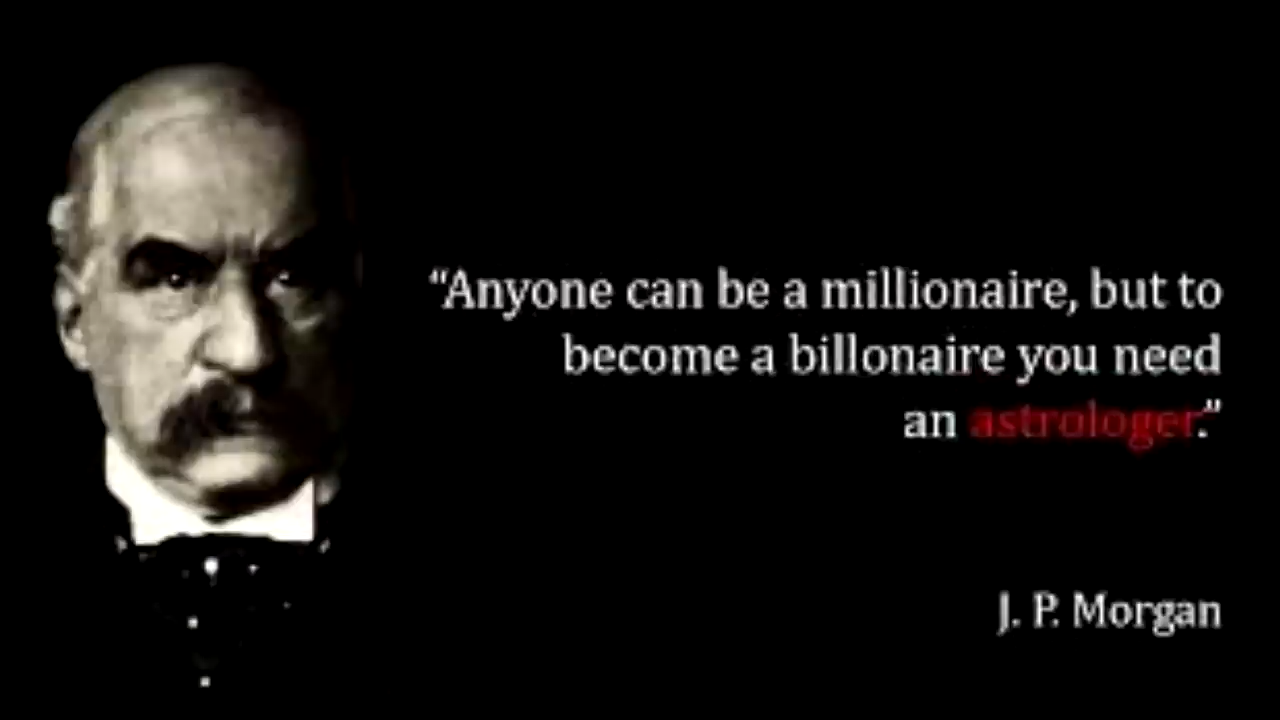 “Anyone can be a millionaire, but to
become a billonaire you need
an astrologer.”
J. P. Morgan